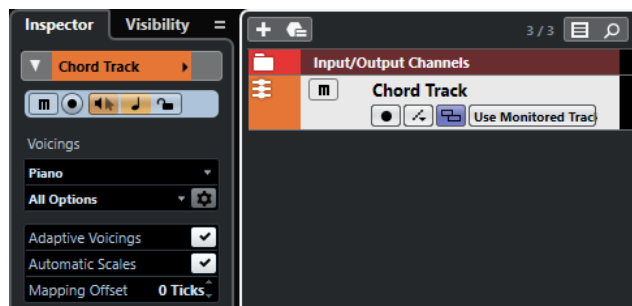 Inspector Visibility
Chord Track
m
Voicings
Piano
All Options
Adaptive Voicings
Automatic Scales
Mapping Offset 0 Ticks
3 / 3
Input/Output Channels
m Chord Track
Use Monitored Trac